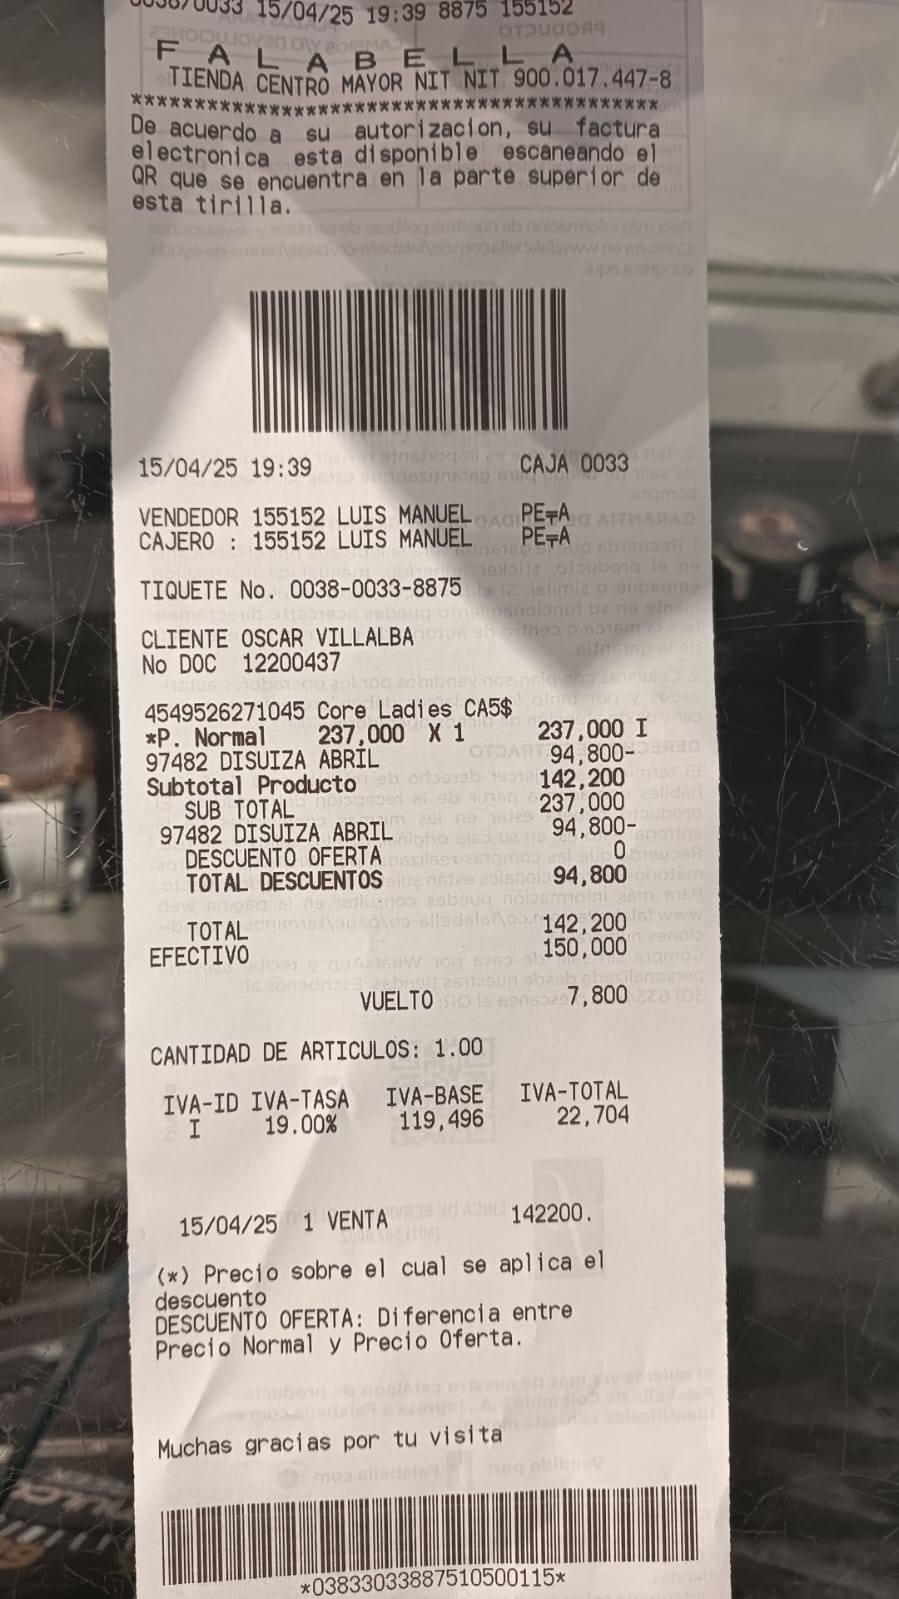 0038/0033 15/04/25 19:39 8875 155152
F A L A B E L L A
TIENDA CENTRO MAYOR NIT NIT 900.017.447-8
******************************************
De acuerdo a su autorizacion, su factura
electronica esta disponible escaneando el
QR que se encuentra en la parte superior de
esta tirilla.
15/04/25 19:39 CAJA 0033
VENDEDOR 155152 LUIS MANUEL PE╤A
CAJERO : 155152 LUIS MANUEL PE╤A
TIQUETE No. 0038-0033-8875
CLIENTE OSCAR VILLALBA
No DOC 12200437
4549526271045 Core Ladies CA5$
*P. Normal 237,000 X 1 237,000 I
97482 DISUIZA ABRIL 94,800-
Subtotal Producto 142,200
SUB TOTAL 237,000
97482 DISUIZA ABRIL 94,800-
DESCUENTO OFERTA 0
TOTAL DESCUENTOS 94,800
TOTAL 142,200
EFECTIVO 150,000
VUELTO 7,800
CANTIDAD DE ARTICULOS: 1.00
IVA-ID IVA-TASA IVA-BASE IVA-TOTAL
I 19.00% 119,496 22,704
15/04/25 1 VENTA 142200.
(*) Precio sobre el cual se aplica el
descuento
DESCUENTO OFERTA: Diferencia entre
Precio Normal y Precio Oferta.
Muchas gracias por tu visita
*03833033887510500115*